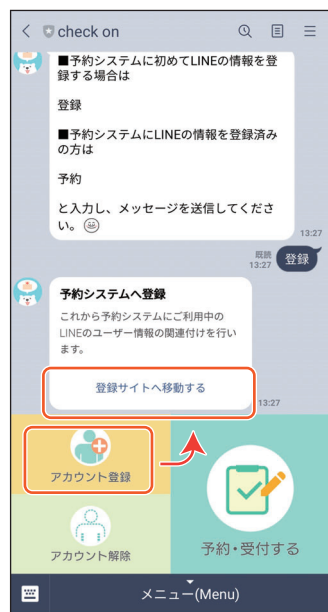 check on
■予約システムに初めてLINEの情報を登
録する場合は
登録
■予約システムにLINEの情報を登録済み
の方は
予約
と入力し、メッセージを送信してくださ
い。
13:27
既読
13:27
登録
予約システムへ登録
これから予約システムにご利用中の
LINEのユーザー情報の関連付けを行い
ます。
登録サイトへ移動する
13:27
アカウント登録
アカウント解除
予約・受付する
メニュー(Menu)